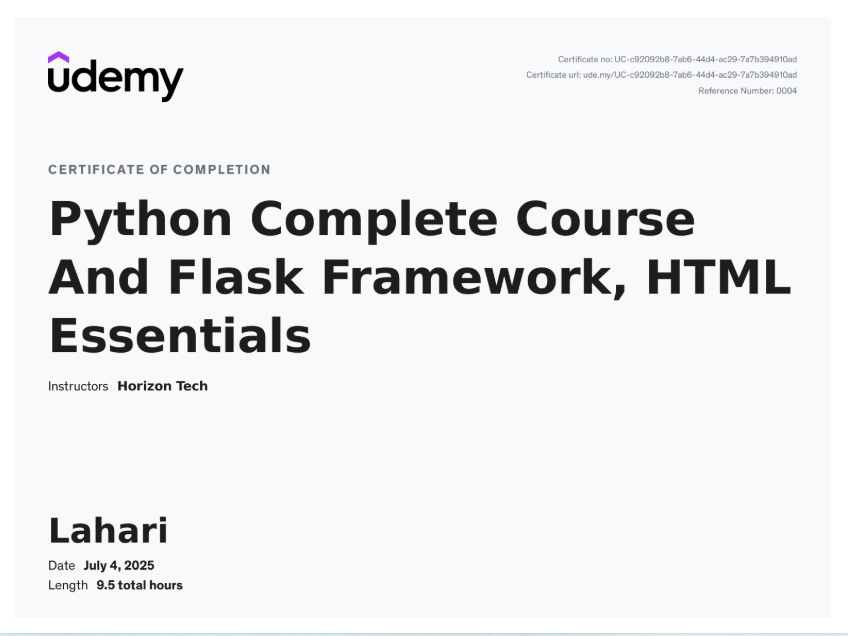 udemy
Certificate no: UC-c92092b8-7ab6-44d4-ac29-7a7b394910ad
Certificate url: ude.my/UC-c92092b8-7ab6-44d4-ac29-7a7b394910ad
Reference Number: 0004
CERTIFICATE OF COMPLETION
Python Complete Course
And Flask Framework, HTML
Essentials
Instructors Horizon Tech
Lahari
Date July 4, 2025
Length 9.5 total hours